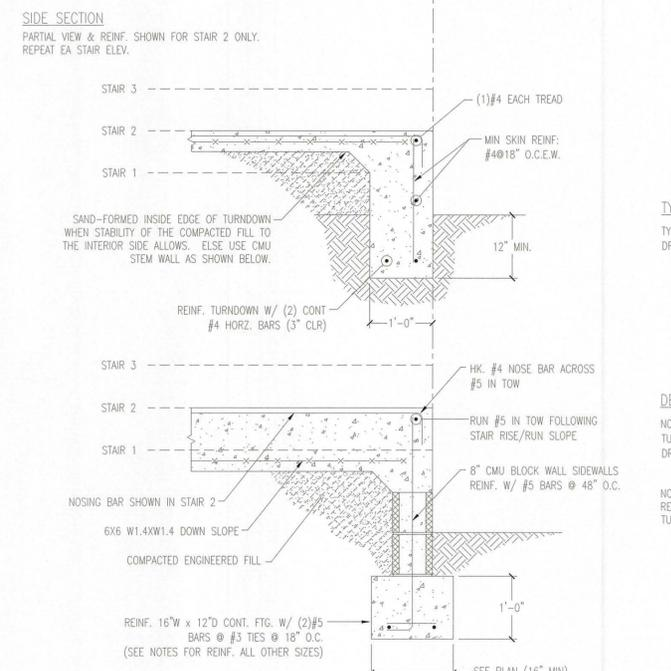 SIDE SECTION
PARTIAL VIEW & REINF. SHOWN FOR STAIR 2 ONLY.
REPEAT EA STAIR ELEV.
STAIR 3
(1)#4 EACH TREAD
STAIR 2
MIN SKIN REINF:
#4@18" O.C.E.W.
STAIR 1
SAND-FORMED INSIDE EDGE OF TURNDOWN
WHEN STABILITY OF THE COMPACTED FILL TO
THE INTERIOR SIDE ALLOWS. ELSE USE CMU
STEM WALL AS SHOWN BELOW.
12" MIN.
REINF. TURNDOWN W/ (2) CONT
#4 HORZ. BARS (3" CLR)
1'-0"
STAIR 3
HK. #4 NOSE BAR ACROSS
#5 IN TOW
STAIR 2
RUN #5 IN TOW FOLLOWING
STAIR RISE/RUN SLOPE
STAIR 1
8" CMU BLOCK WALL SIDEWALLS
REINF. W/ #5 BARS @ 48" O.C.
NOSING BAR SHOWN IN STAIR 2
6X6 W1.4XW1.4 DOWN SLOPE
COMPACTED ENGINEERED FILL
1'-0"
REINF. 16"W x 12"D CONT. FTG. W/ (2)#5
BARS @ #3 TIES @ 18" O.C.
(SEE NOTES FOR REINF. ALL OTHER SIZES)
SEE PLAN (16" MIN)